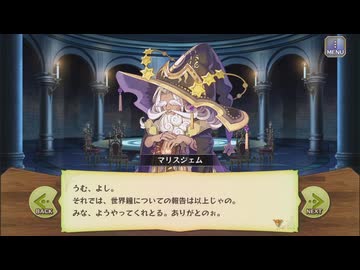 MENU
マリスジェム
うむ、よし。
それでは、世界鐘についての報告は以上じゃの。
みな、ようやってくれとる。ありがとのぉ。
BACK
NEXT